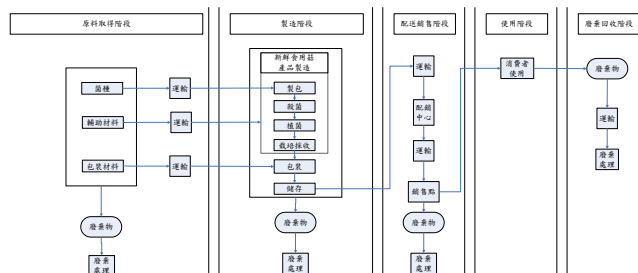 原料取得階段
製造階段
配送銷售階段
使用階段
廢棄回收階段
菌種
運輸
輔助材料
運輸
包裝材料
運輸
廢棄物
廢棄
處理
新鮮食用菇
產品製造
製包
殺菌
植菌
栽培採收
包裝
儲存
廢棄物
廢棄
處理
運輸
配銷
中心
運輸
銷售點
廢棄物
廢棄
處理
消費者
使用
廢棄物
運輸
廢棄
處理